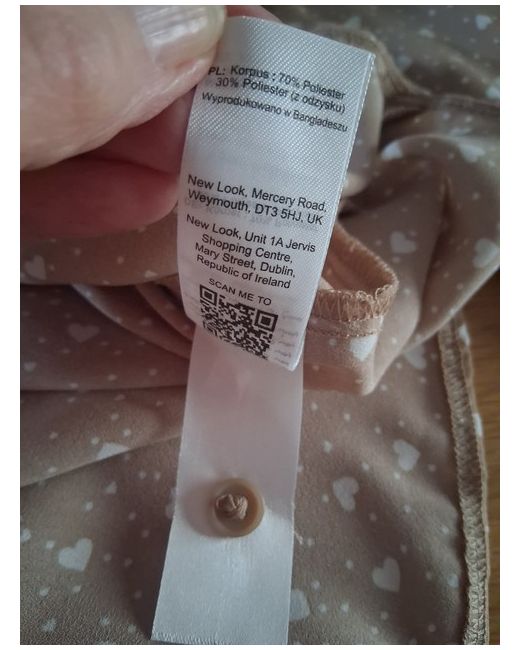 PL: Korpus : 70% Poliester
30% Poliester (z odzysku)
Wyprodukowano w Bangladeszu
New Look, Mercery Road,
Weymouth, DT3 5HJ, UK
New Look, Unit 1A Jervis
Shopping Centre,
Mary Street, Dublin,
Republic of Ireland
SCAN ME TO